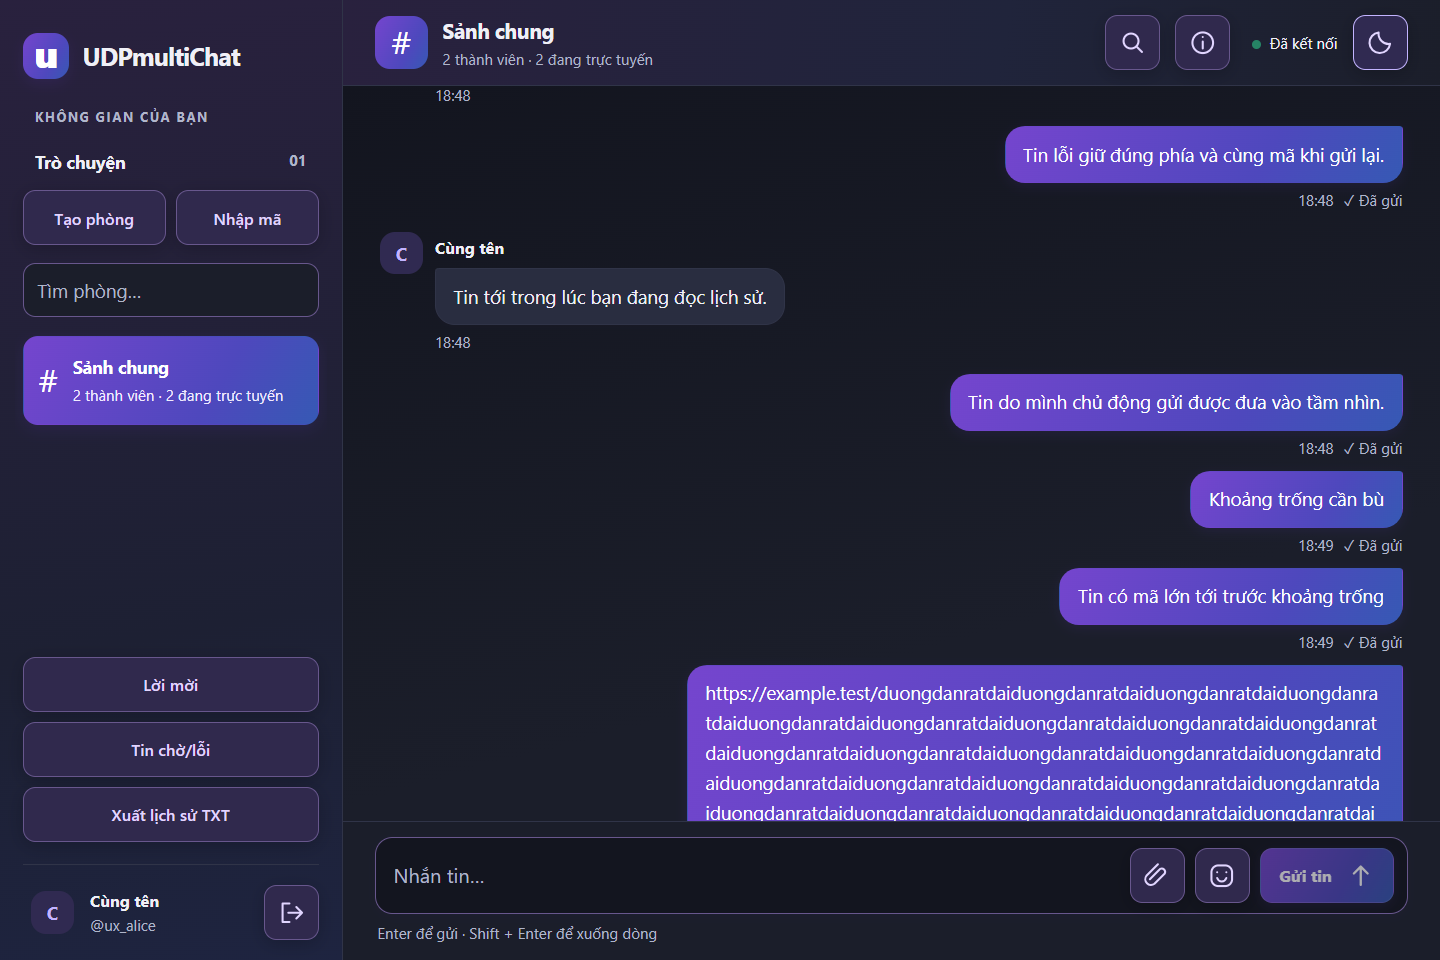 u
UDPmultiChat
KHÔNG GIAN CỦA BẠN
Trò chuyện
01
Tạo phòng
Nhập mã
Tìm phòng...
#
Sảnh chung
2 thành viên · 2 đang trực tuyến
Lời mời
Tin chờ/lỗi
Xuất lịch sử TXT
C
Cùng tên
@ux_alice
#
Sảnh chung
2 thành viên · 2 đang trực tuyến
Đã kết nối
18:48
Tin lỗi giữ đúng phía và cùng mã khi gửi lại.
18:48 ✓ Đã gửi
C
Cùng tên
Tin tới trong lúc bạn đang đọc lịch sử.
18:48
Tin do mình chủ động gửi được đưa vào tầm nhìn.
18:48 ✓ Đã gửi
Khoảng trống cần bù
18:49 ✓ Đã gửi
Tin có mã lớn tới trước khoảng trống
18:49 ✓ Đã gửi
https://example.test/duongdanratdaiduongdanratdaiduongdanratdaiduongdanra
tdaiduongdanratdaiduongdanratdaiduongdanratdaiduongdanratdaiduongdanrat
daiduongdanratdaiduongdanratdaiduongdanratdaiduongdanratdaiduongdanratd
aiduongdanratdaiduongdanratdaiduongdanratdaiduongdanratdaiduongdanratda
iduongdanratdaiduongdanratdaiduongdanratdaiduongdanratdaiduongdanratdai
Nhắn tin...
Gửi tin
Enter để gửi · Shift + Enter để xuống dòng